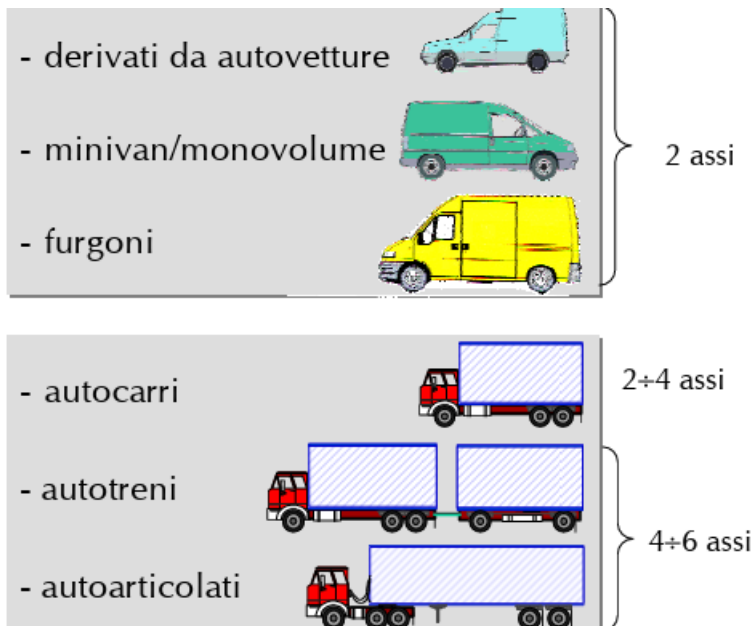 - derivati da autovetture
- minivan/monovolume
2 assi
- furgoni
- autocarri
2÷4 assi
- autotreni
4÷6 assi
- autoarticolati